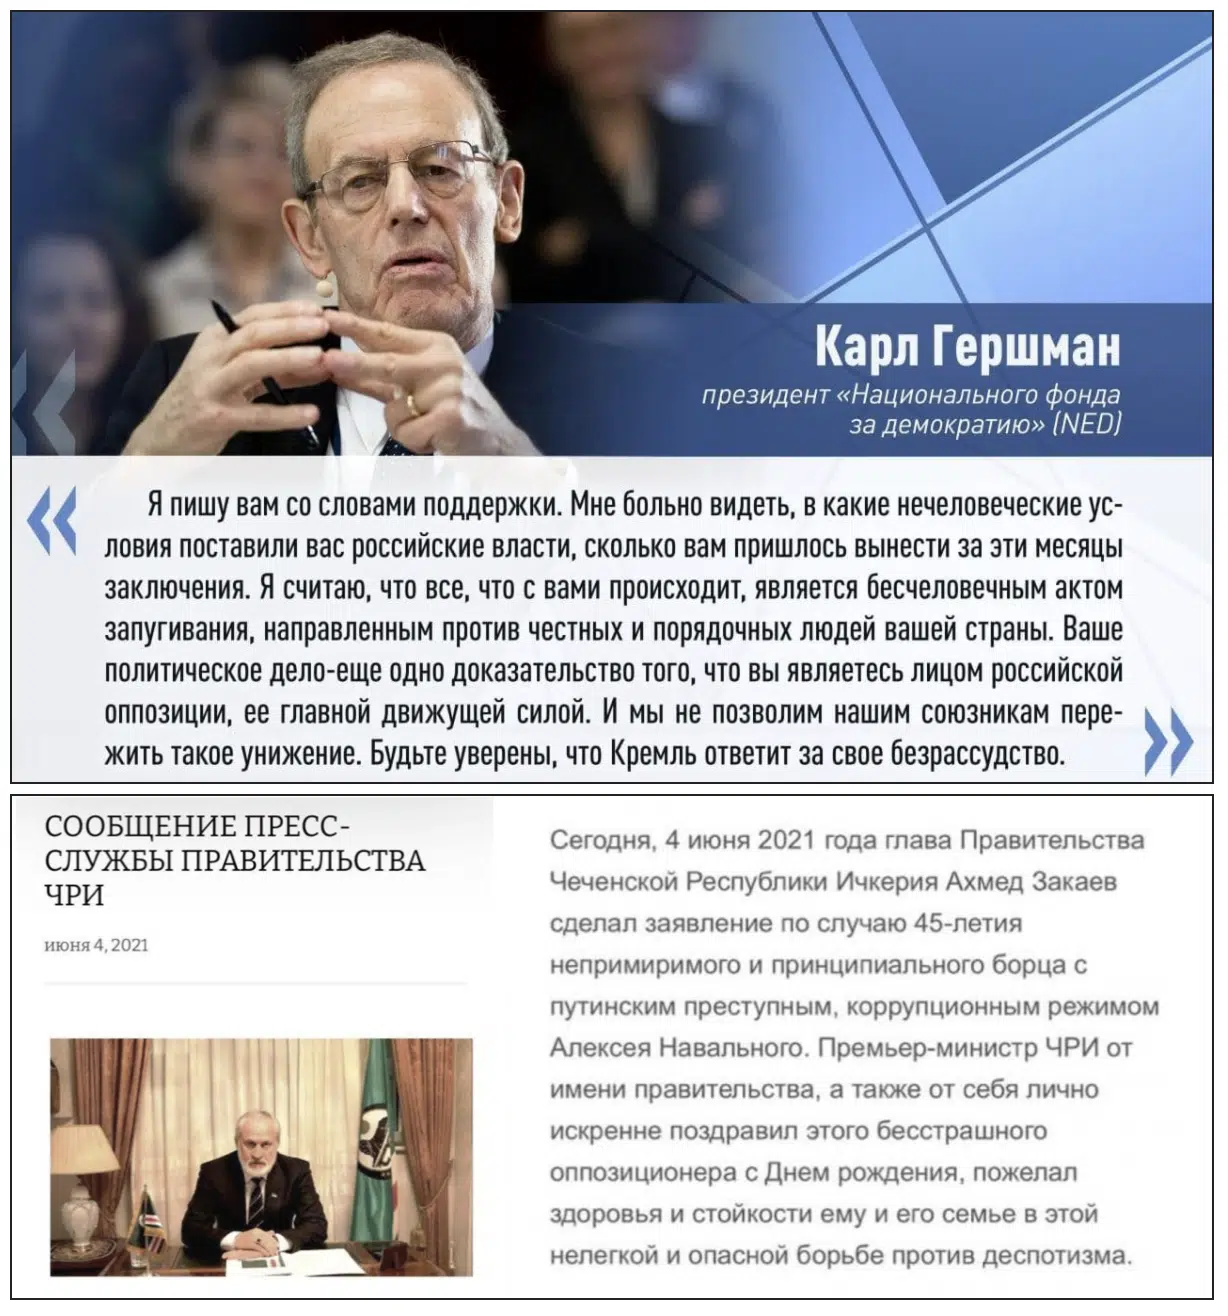 Карл Гершман
президент «Национального фонда
за демократию» (NED)
« Я пишу вам со словами поддержки. Мне больно видеть, в какие нечеловеческие ус-
ловия поставили вас российские власти, сколько вам пришлось вынести за эти месяцы
заключения. Я считаю, что все, что с вами происходит, является бесчеловечным актом
запугивания, направленным против честных и порядочных людей вашей страны. Ваше
политическое дело-еще одно доказательство того, что вы являетесь лицом российской
оппозиции, ее главной движущей силой. И мы не позволим нашим союзникам пере-
жить такое унижение. Будьте уверены, что Кремль ответит за свое безрассудство. »
СООБЩЕНИЕ ПРЕСС-
СЛУЖБЫ ПРАВИТЕЛЬСТВА
ЧРИ
июня 4, 2021
Сегодня, 4 июня 2021 года глава Правительства
Чеченской Республики Ичкерия Ахмед Закаев
сделал заявление по случаю 45-летия
непримиримого и принципиального борца с
путинским преступным, коррупционным режимом
Алексея Навального. Премьер-министр ЧРИ от
имени правительства, а также от себя лично
искренне поздравил этого бесстрашного
оппозиционера с Днем рождения, пожелал
здоровья и стойкости ему и его семье в этой
нелегкой и опасной борьбе против деспотизма.